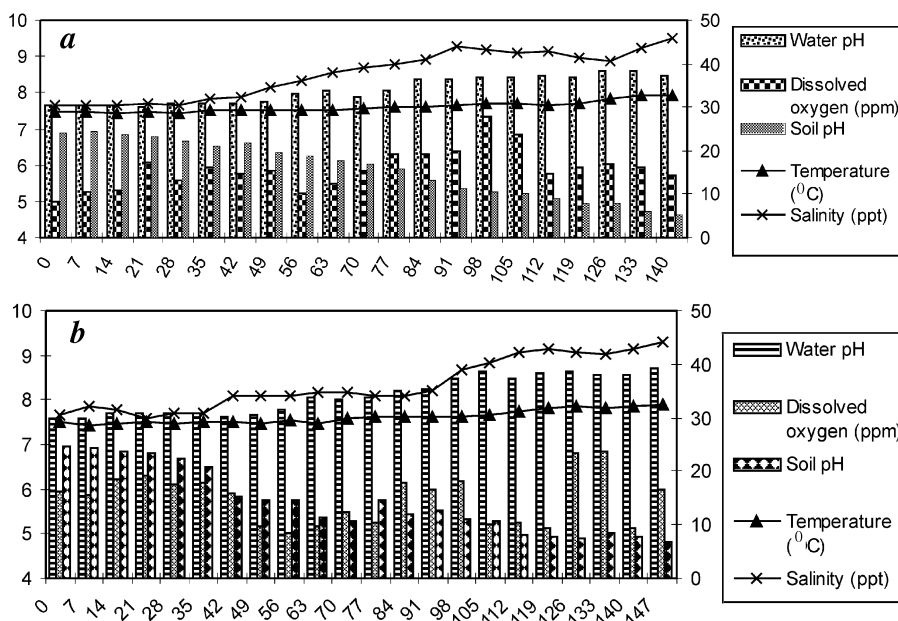 a
10
9
8
7
6
5
4
50
40
30
20
10
0
0 7 14 21 28 35 42 49 56 63 70 77 84 91 98 105 112 119 126 133 140
Water pH
Dissolved
oxygen (ppm)
Soil pH
Temperature
(⁰C)
Salinity (ppt)
b
10
9
8
7
6
5
4
50
40
30
20
10
0
0 7 14 21 28 35 42 49 56 63 70 77 84 91 98 105 112 119 126 133 140 147
Water pH
Dissolved
oxygen (ppm)
Soil pH
Temperature
(⁰C)
Salinity (ppt)